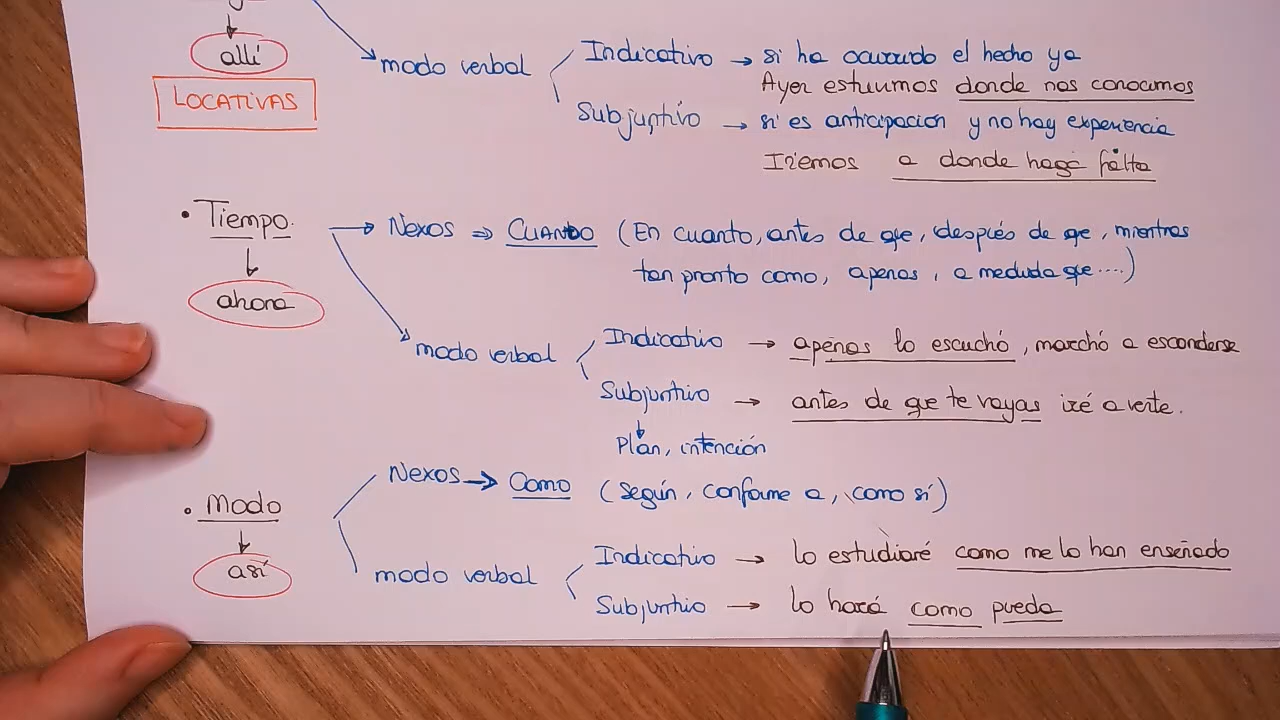 allí
LOCATIVAS
modo verbal
Indicativo → si ha ocurrido el hecho ya
Ayer estuvimos donde nos conocimos
Subjuntivo → si es anticipacion y no hay experiencia
Iremos a donde haga falta
• Tiempo → Nexos ⇒ CUANDO (En cuanto, antes de que, después de que, mientras
tan pronto como, apenas, a medida que ....)
ahora
modo verbal
Indicativo → apenas lo escuchó, marchó a esconderse
Subjuntivo → antes de que te vayas iré a verte.
Plan, intención
• Modo
Nexos → Como (según, conforme a, como si)
así
modo verbal
Indicativo → lo estudiaré como me lo han enseñado
Subjuntivo → lo hará como pueda